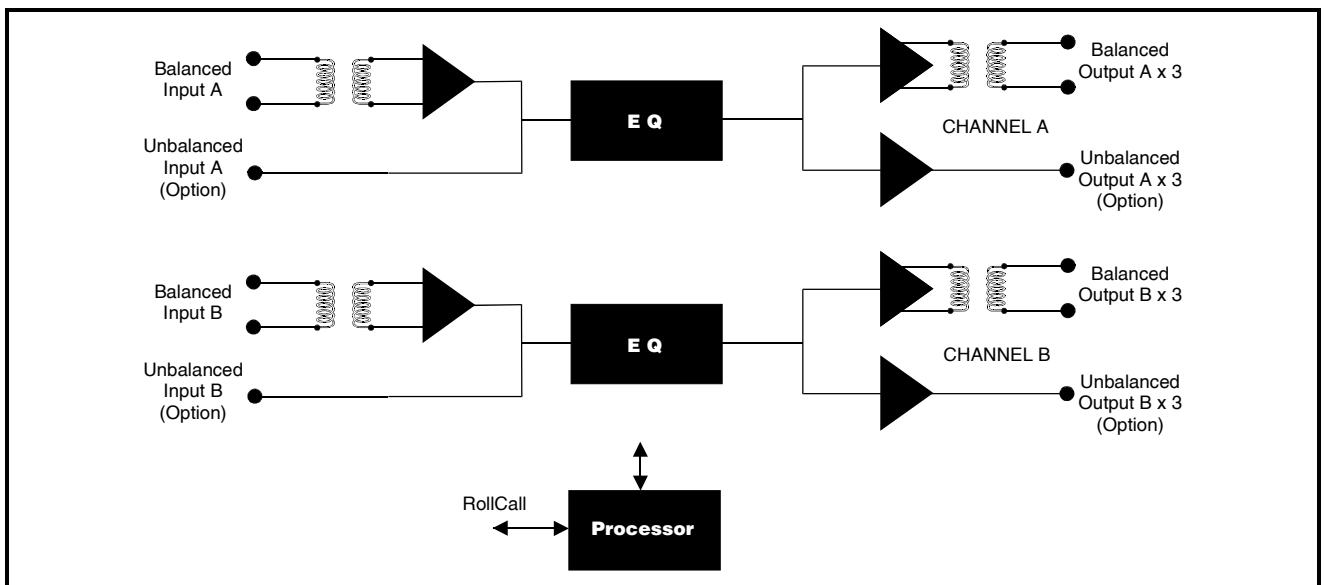 Balanced
Input A
Unbalanced
Input A
(Option)
E Q
Balanced
Output A x 3
CHANNEL A
Unbalanced
Output A x 3
(Option)
Balanced
Input B
Unbalanced
Input B
(Option)
E Q
Balanced
Output B x 3
CHANNEL B
Unbalanced
Output B x 3
(Option)
RollCall
Processor